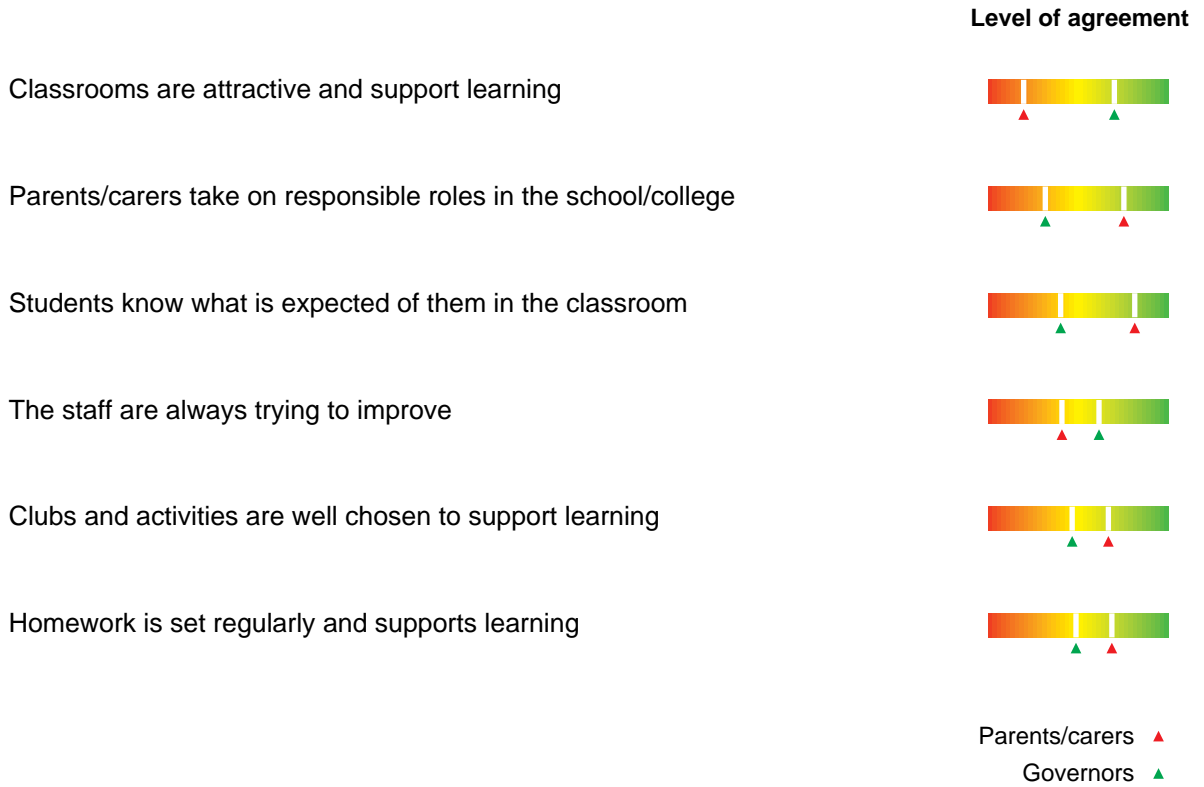 Level of agreement
Classrooms are attractive and support learning
Parents/carers take on responsible roles in the school/college
Students know what is expected of them in the classroom
The staff are always trying to improve
Clubs and activities are well chosen to support learning
Homework is set regularly and supports learning
Parents/carers
Governors